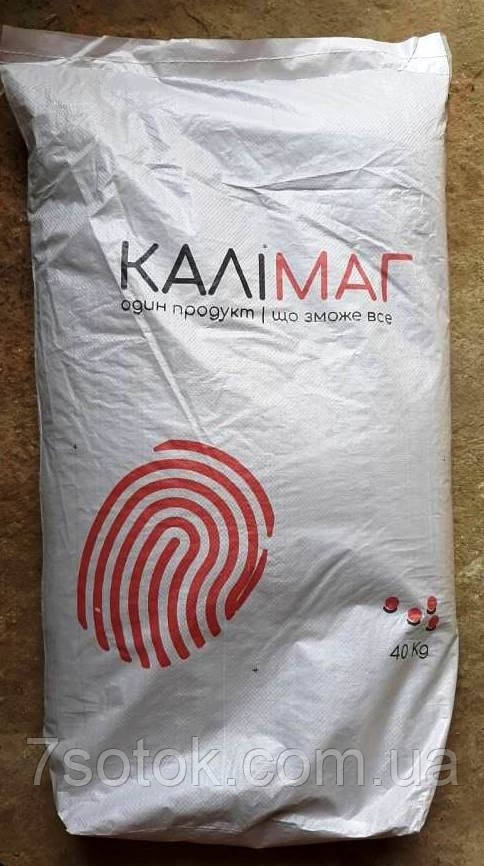 КАЛіМАГ
один продукт | що зможе все
40 Kg
7sotok.com.ua